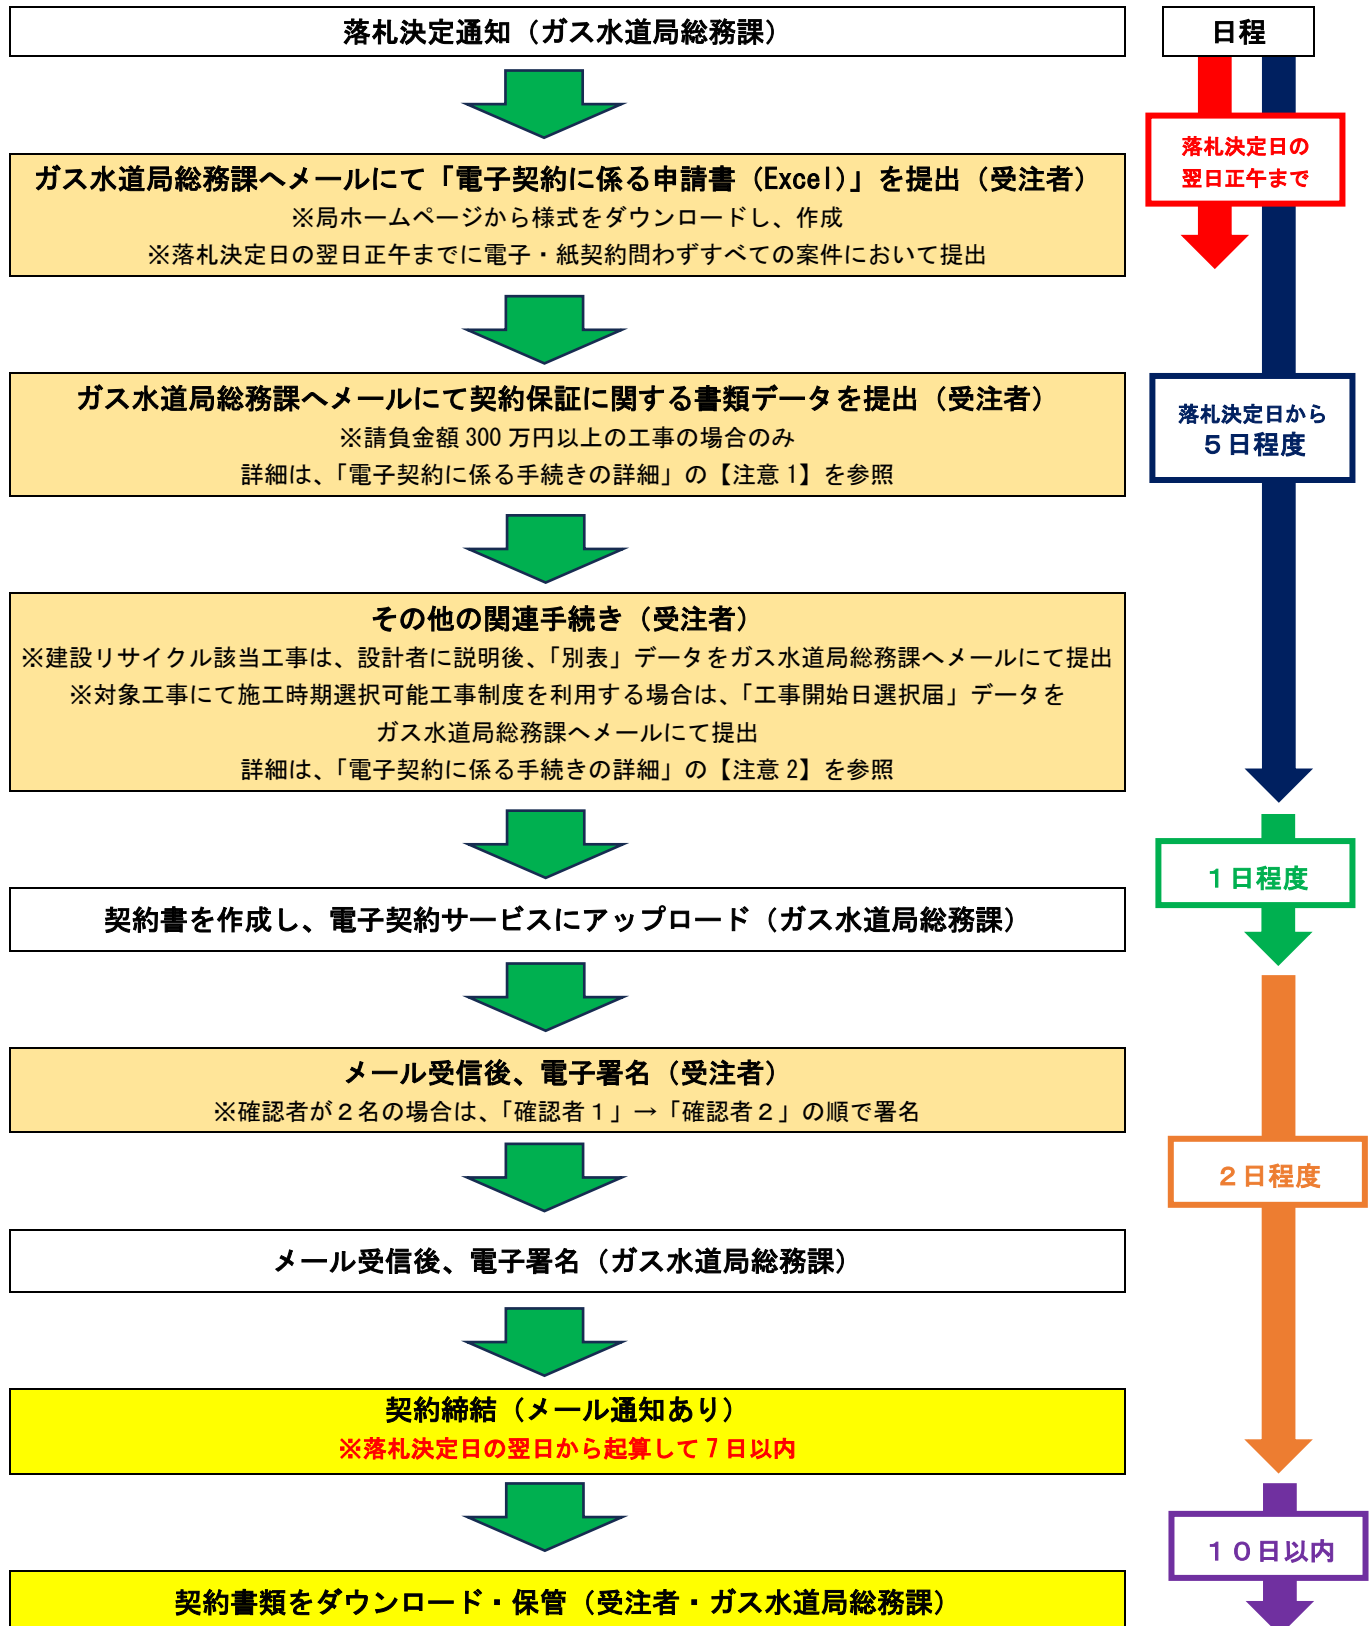 落札決定通知（ガス水道局総務課）
日程
落札決定日の
翌日正午まで
ガス水道局総務課へメールにて「電子契約に係る申請書（Excel）」を提出（受注者）
※局ホームページから様式をダウンロードし、作成
※落札決定日の翌日正午までに電子・紙契約問わずすべての案件において提出
ガス水道局総務課へメールにて契約保証に関する書類データを提出（受注者）
※請負金額 300 万円以上の工事の場合のみ
詳細は、「電子契約に係る手続きの詳細」の【注意 1】を参照
落札決定日から
５日程度
その他の関連手続き（受注者）
※建設リサイクル該当工事は、設計者に説明後、「別表」データをガス水道局総務課へメールにて提出
※対象工事にて施工時期選択可能工事制度を利用する場合は、「工事開始日選択届」データを
ガス水道局総務課へメールにて提出
詳細は、「電子契約に係る手続きの詳細」の【注意 2】を参照
１日程度
契約書を作成し、電子契約サービスにアップロード（ガス水道局総務課）
メール受信後、電子署名（受注者）
※確認者が２名の場合は、「確認者１」→「確認者２」の順で署名
２日程度
メール受信後、電子署名（ガス水道局総務課）
契約締結（メール通知あり）
※落札決定日の翌日から起算して 7 日以内
１０日以内
契約書類をダウンロード・保管（受注者・ガス水道局総務課）